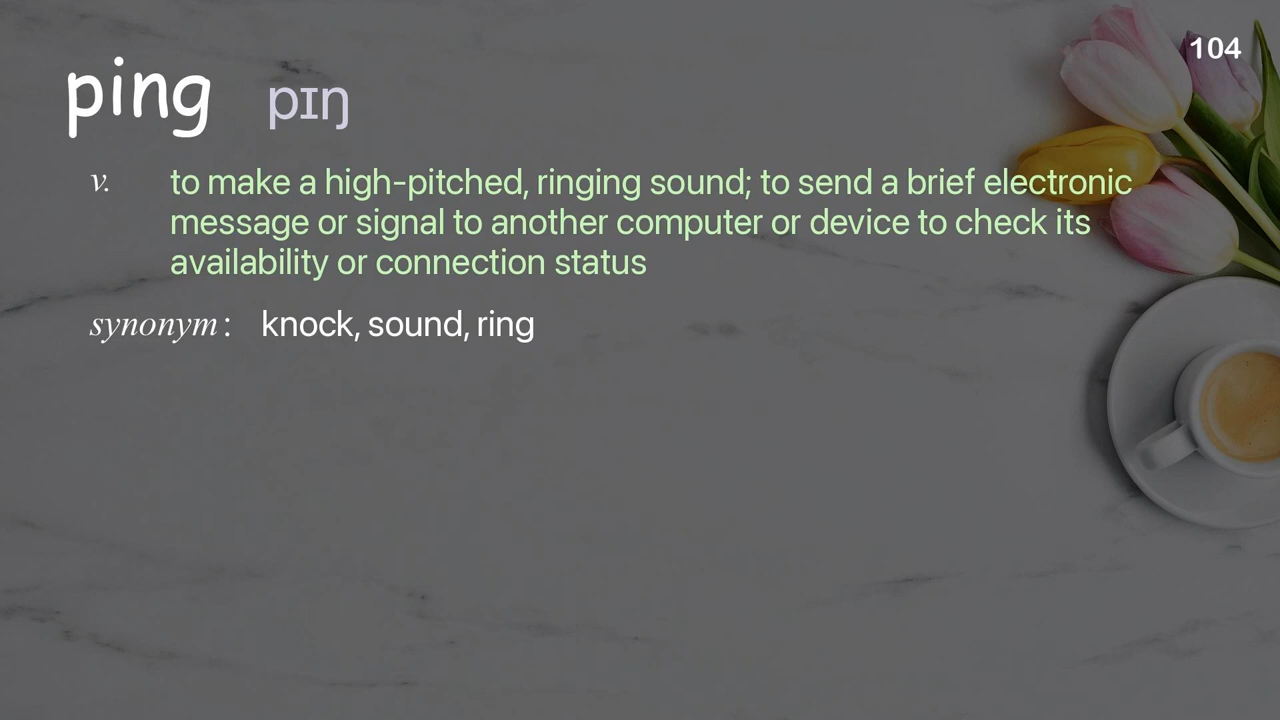 104
ping pɪŋ
v. to make a high-pitched, ringing sound; to send a brief electronic
message or signal to another computer or device to check its
availability or connection status
synonym: knock, sound, ring